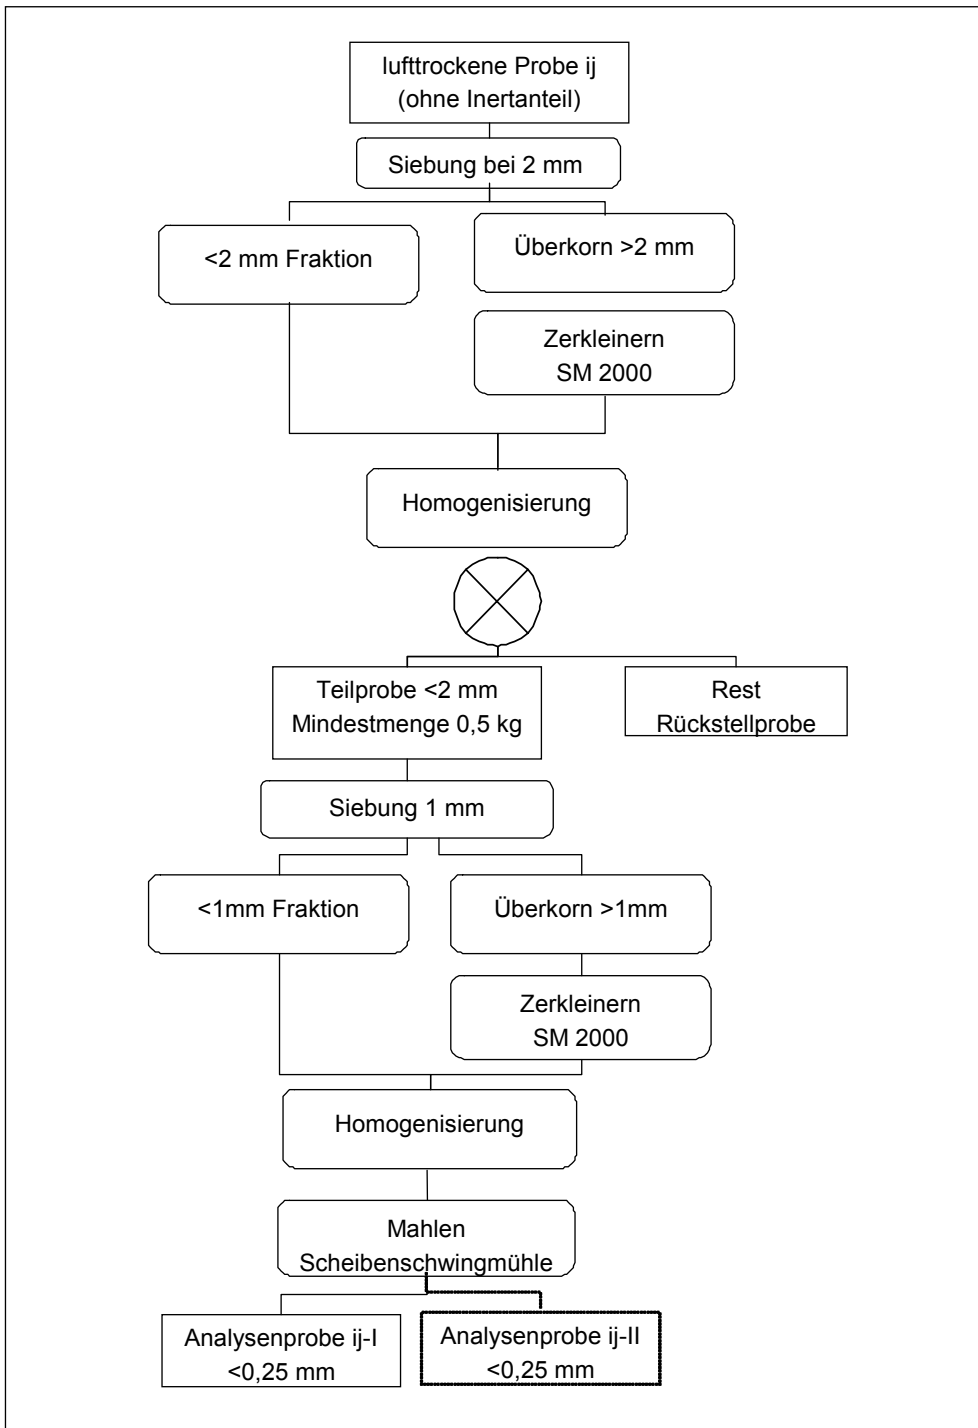 lufttrockene Probe ij
(ohne Inertanteil)
Siebung bei 2 mm
<2 mm Fraktion
Überkorn >2 mm
Zerkleinern
SM 2000
Homogenisierung
Teilprobe <2 mm
Mindestmenge 0,5 kg
Rest
Rückstellprobe
Siebung 1 mm
<1mm Fraktion
Überkorn >1mm
Zerkleinern
SM 2000
Homogenisierung
Mahlen
Scheibenschwingmühle
Analysenprobe ij-I
<0,25 mm
Analysenprobe ij-II
<0,25 mm